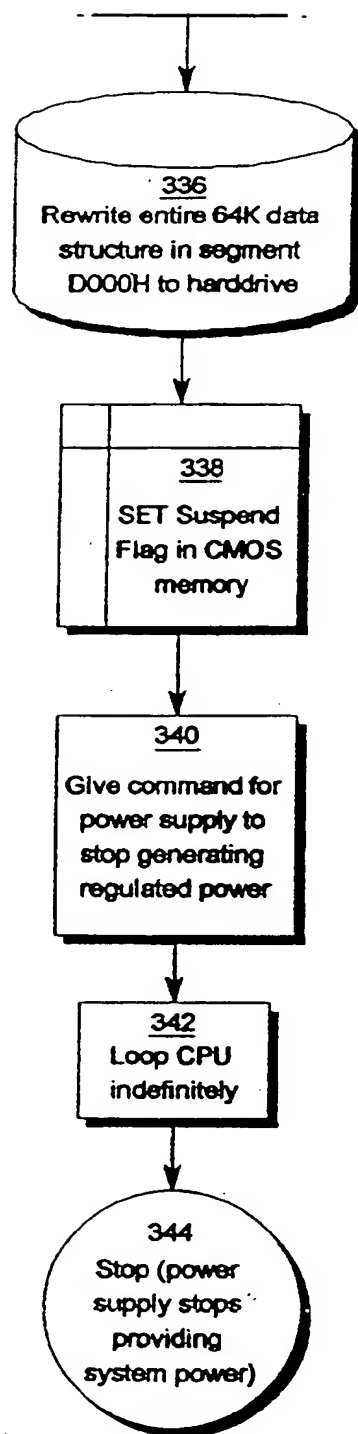 336
Rewrite entire 64K data
structure in segment
D000H to harddrive
338
SET Suspend
Flag in CMOS
memory
340
Give command for
power supply to
stop generating
regulated power
342
Loop CPU
indefinitely
344
Stop (power
supply stops
providing
system power)